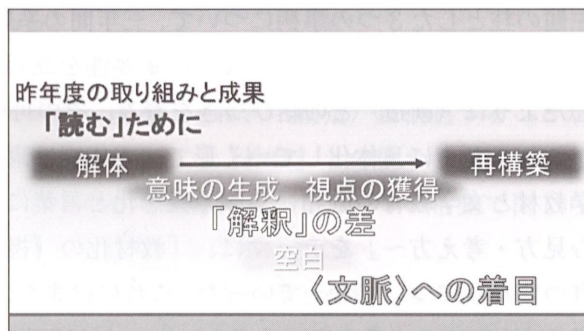 昨年度の取り組みと成果
「読む」ために
解体 再構築
意味の生成 視点の獲得
「解釈」の差
空白
〈文脈〉への着目